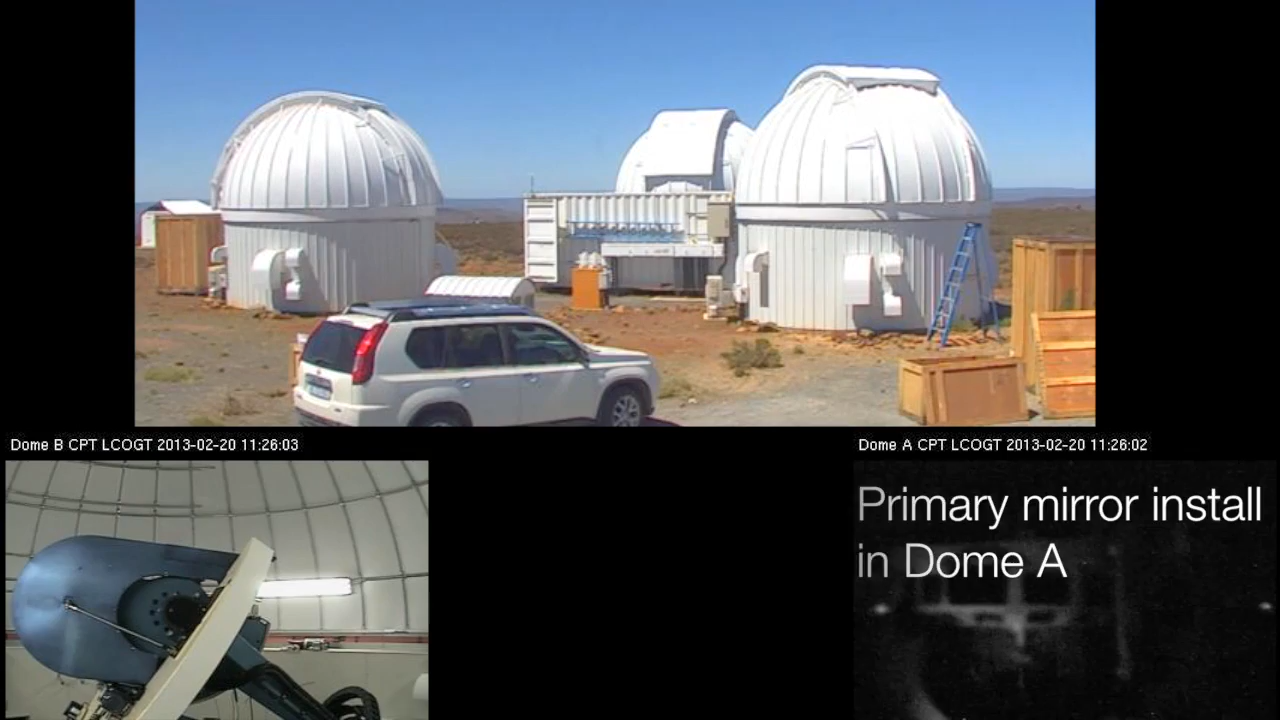 Dome B CPT LCOGT 2013-02-20 11:26:03
Dome A CPT LCOGT 2013-02-20 11:26:02
Primary mirror install
in Dome A